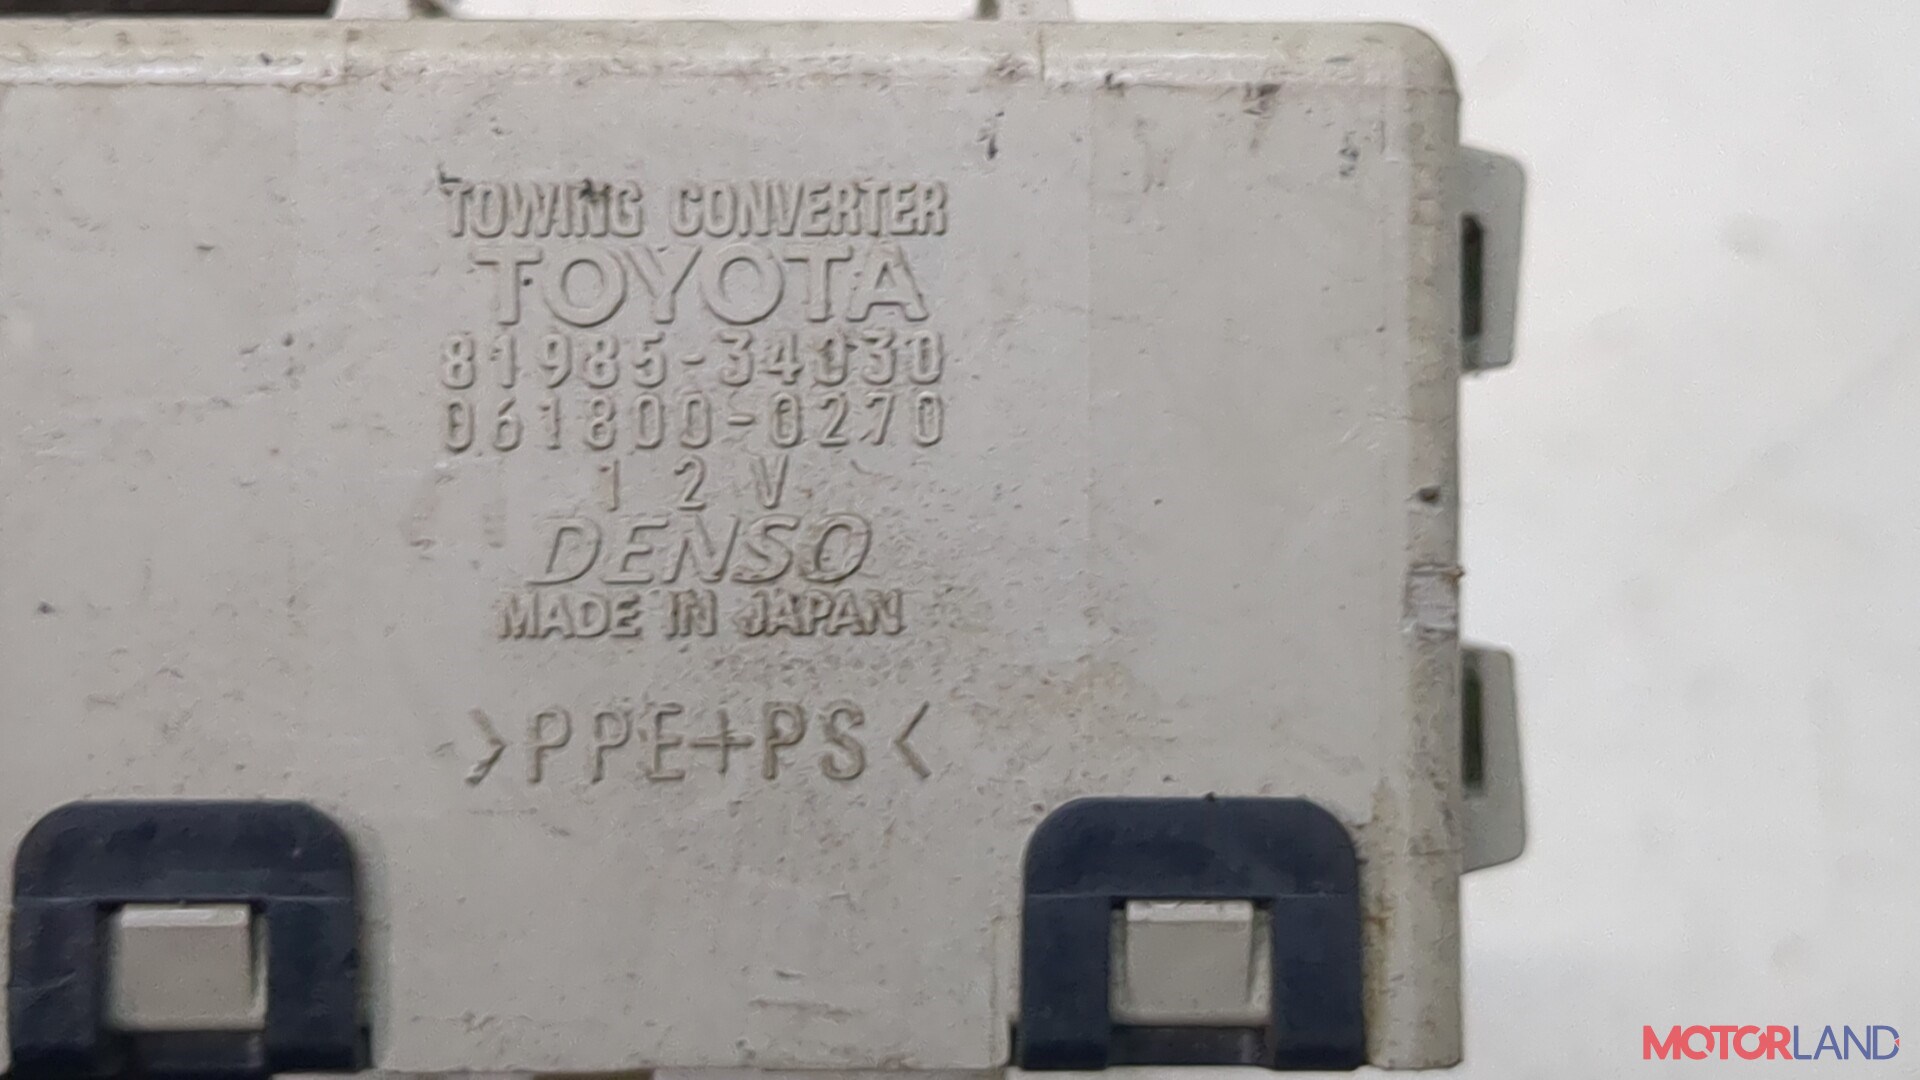 TOWING CONVERTER
TOYOTA
81985-34030
061800-0270
12V
DENSO
MADE IN JAPAN
>PPE+PS<
MOTORLAND